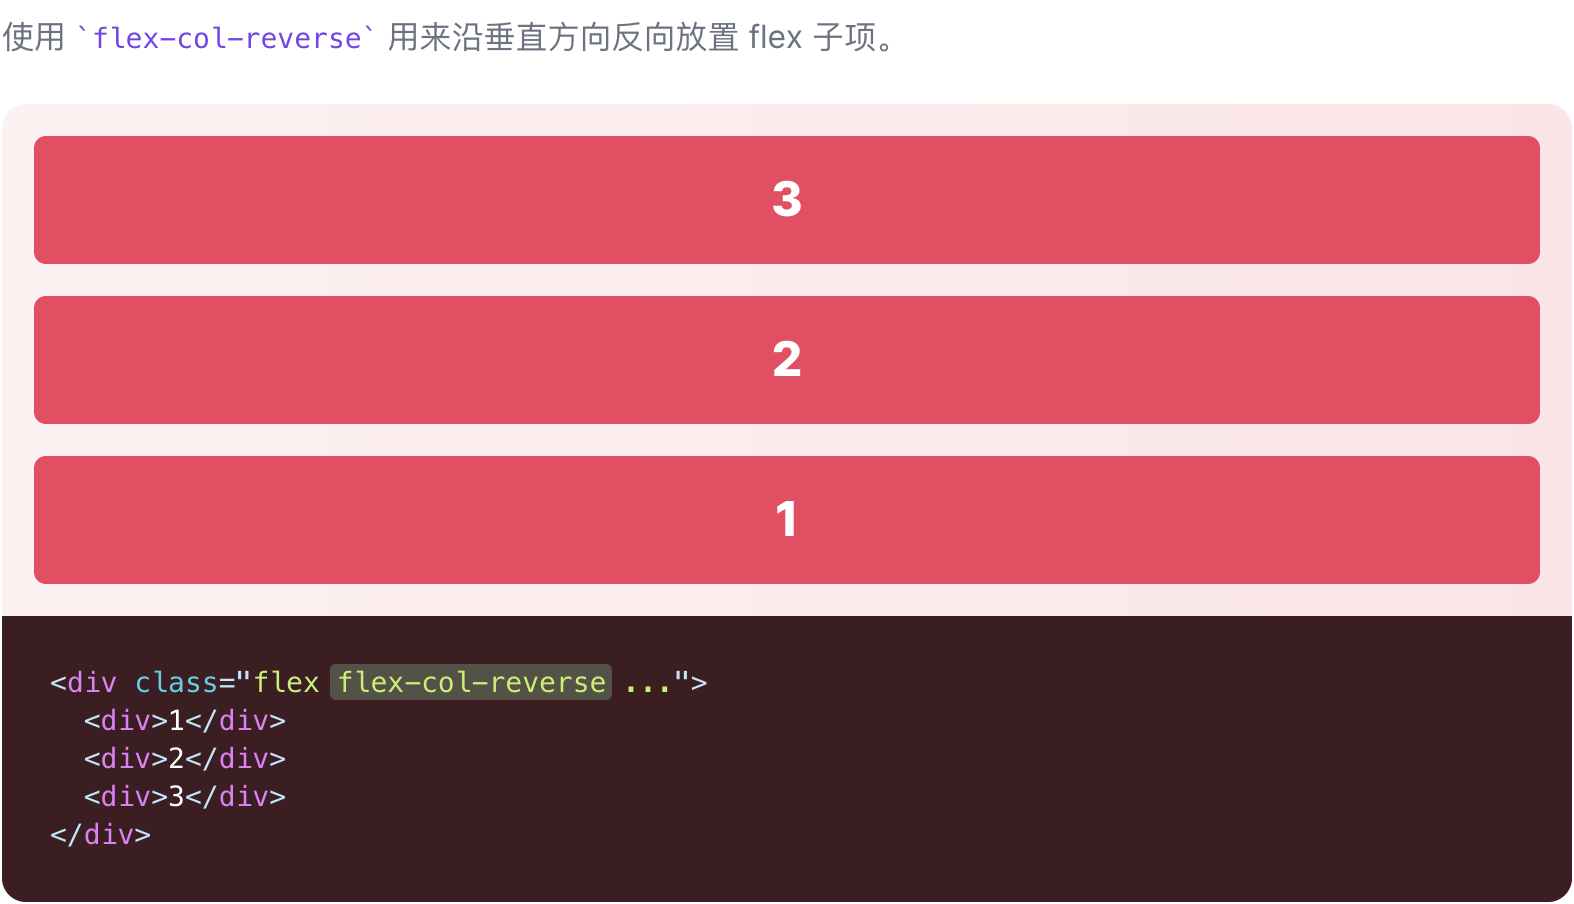 使用 `flex-col-reverse` 用来沿垂直方向反向放置 flex 子项。
3
2
1
<div class="flex flex-col-reverse ...">
  <div>1</div>
  <div>2</div>
  <div>3</div>
</div>